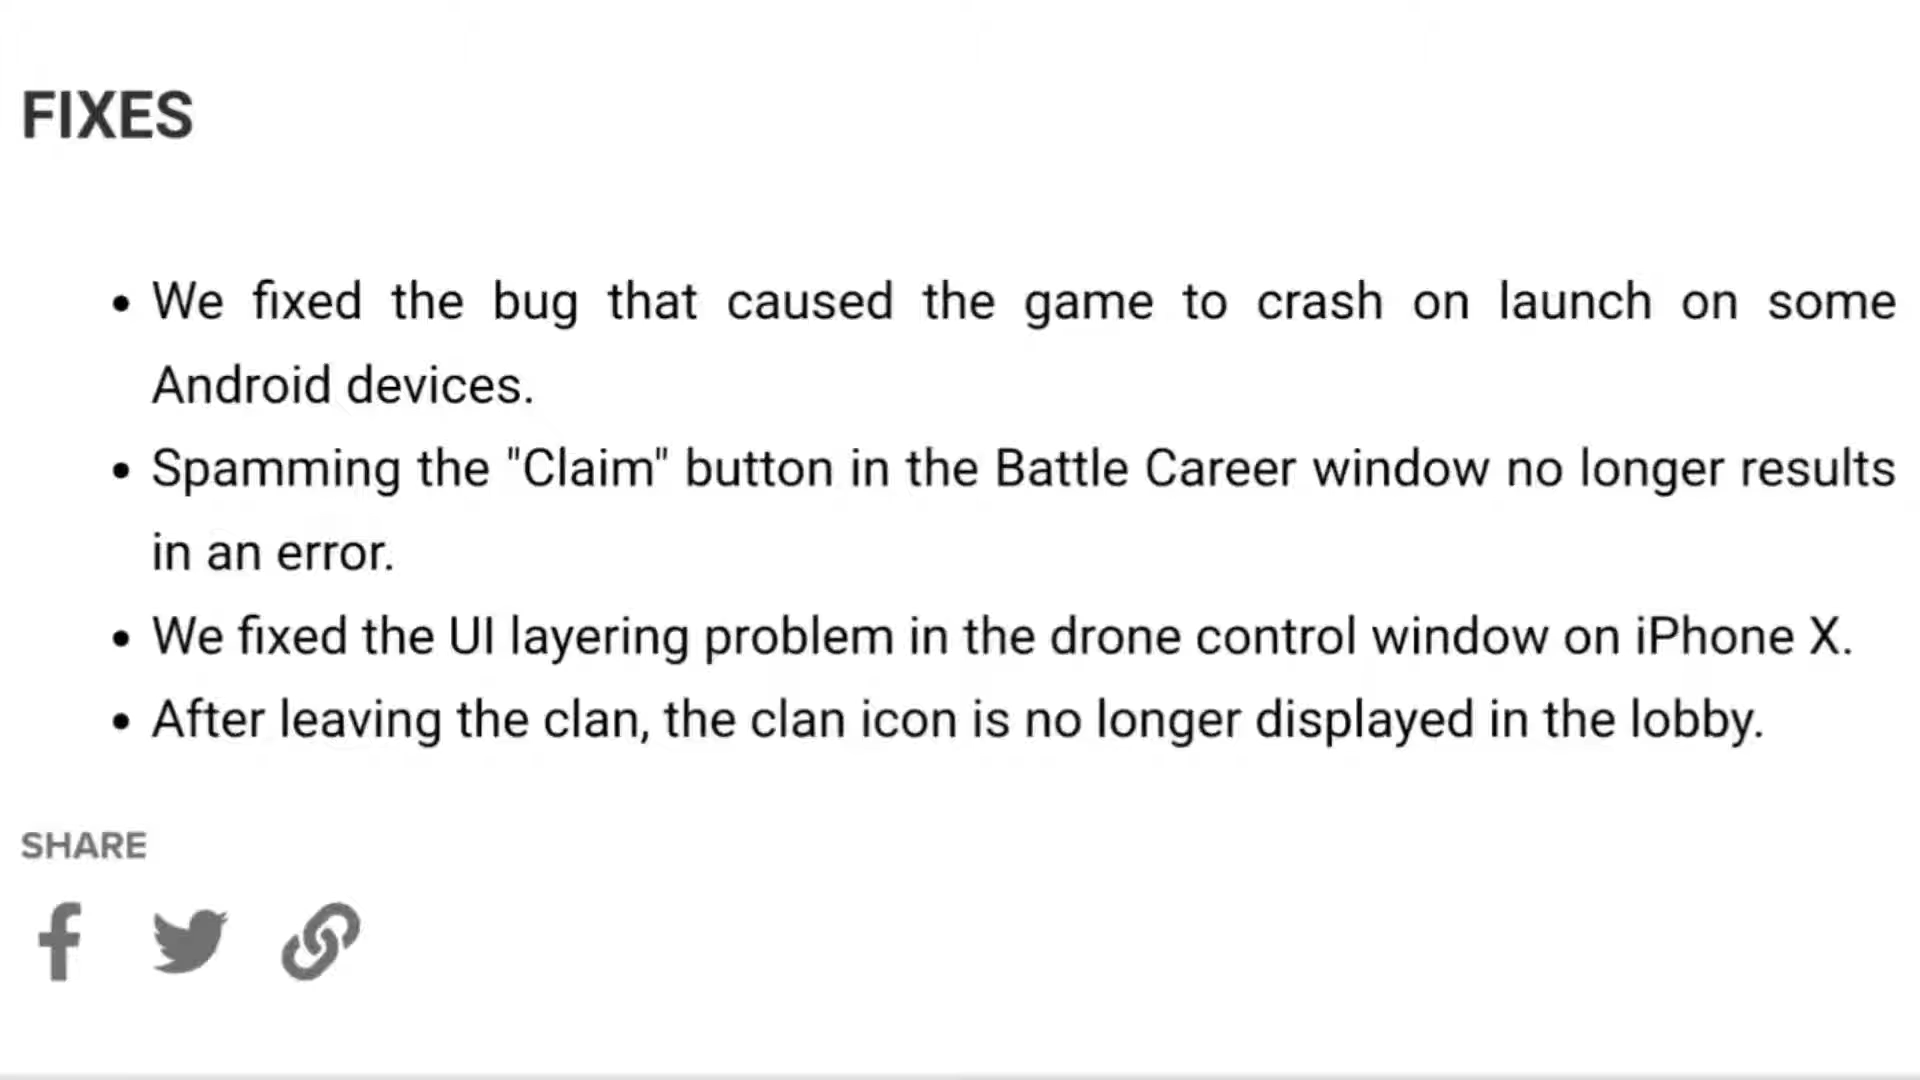 FIXES
• We fixed the bug that caused the game to crash on launch on some
Android devices.
• Spamming the "Claim" button in the Battle Career window no longer results
in an error.
• We fixed the UI layering problem in the drone control window on iPhone X.
• After leaving the clan, the clan icon is no longer displayed in the lobby.
SHARE